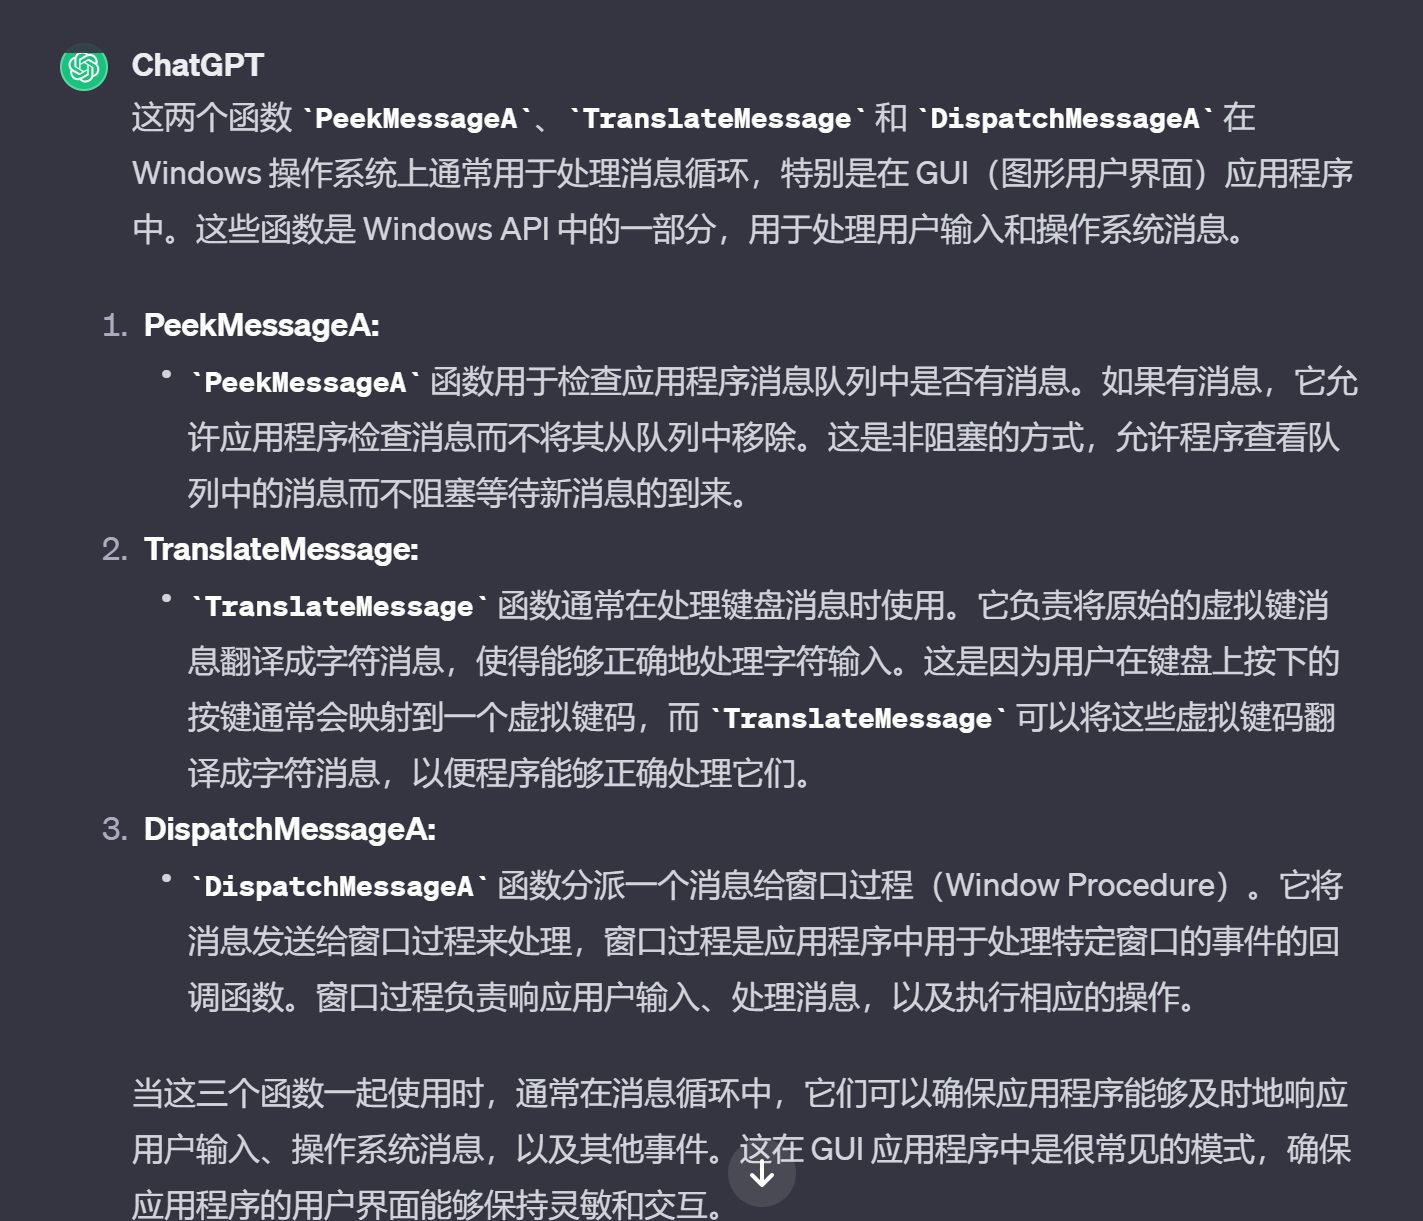 ChatGPT
这两个函数 `PeekMessageA`、`TranslateMessage` 和 `DispatchMessageA` 在
Windows 操作系统上通常用于处理消息循环，特别是在 GUI（图形用户界面）应用程序
中。这些函数是 Windows API 中的一部分，用于处理用户输入和操作系统消息。
1. PeekMessageA:
• `PeekMessageA` 函数用于检查应用程序消息队列中是否有消息。如果有消息，它允
许应用程序检查消息而不将其从队列中移除。这是非阻塞的方式，允许程序查看队
列中的消息而不阻塞等待新消息的到来。
2. TranslateMessage:
• `TranslateMessage` 函数通常在处理键盘消息时使用。它负责将原始的虚拟键消
息翻译成字符消息，使得能够正确地处理字符输入。这是因为用户在键盘上按下的
按键通常会映射到一个虚拟键码，而 `TranslateMessage` 可以将这些虚拟键码翻
译成字符消息，以便程序能够正确处理它们。
3. DispatchMessageA:
• `DispatchMessageA` 函数分派一个消息给窗口过程（Window Procedure）。它将
消息发送给窗口过程来处理，窗口过程是应用程序中用于处理特定窗口的事件的回
调函数。窗口过程负责响应用户输入、处理消息，以及执行相应的操作。
当这三个函数一起使用时，通常在消息循环中，它们可以确保应用程序能够及时地响应
用户输入、操作系统消息，以及其他事件。这在 GUI 应用程序中是很常见的模式，确保
应用程序的用户界面能够保持灵敏和交互。